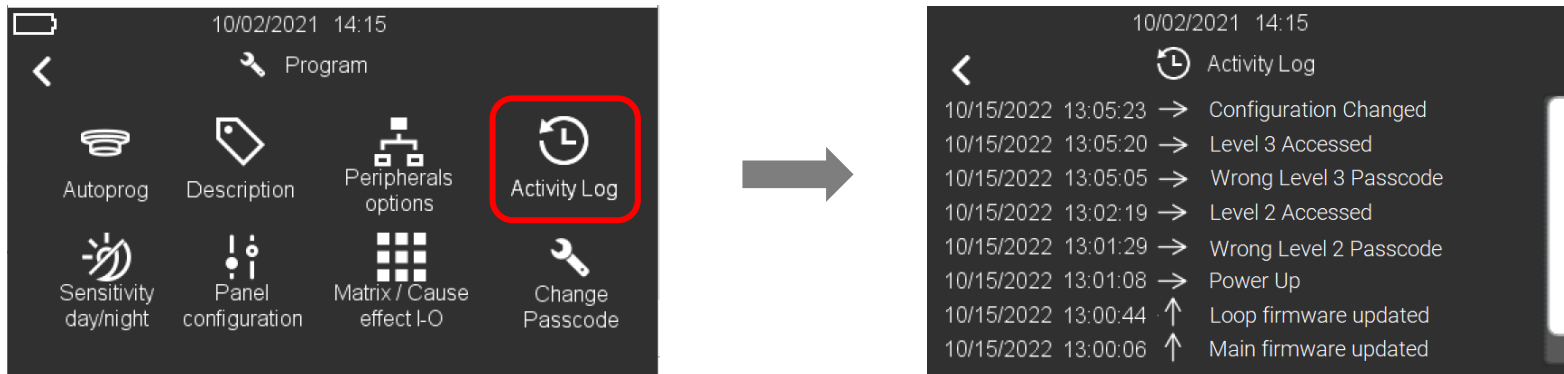 10/02/2021 14:15
Program
Autoprog
Description
Peripherals
options
Activity Log
Sensitivity
day/night
Panel
configuration
Matrix / Cause
effect I-O
Change
Passcode
10/02/2021 14:15
Activity Log
10/15/2022 13:05:23 → Configuration Changed
10/15/2022 13:05:20 → Level 3 Accessed
10/15/2022 13:05:05 → Wrong Level 3 Passcode
10/15/2022 13:02:19 → Level 2 Accessed
10/15/2022 13:01:29 → Wrong Level 2 Passcode
10/15/2022 13:01:08 → Power Up
10/15/2022 13:00:44 ↑ Loop firmware updated
10/15/2022 13:00:06 ↑ Main firmware updated